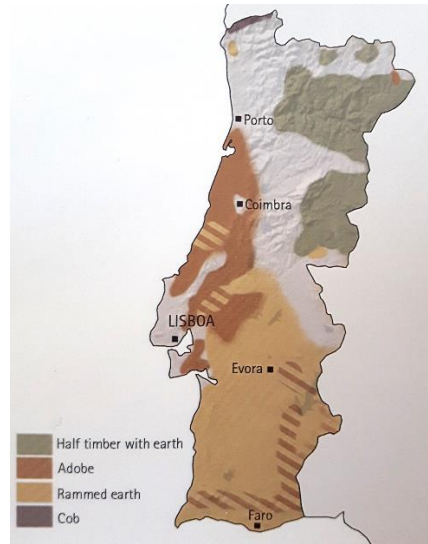 Porto
Coimbra
LISBOA
Evora
Faro
Half timber with earth
Adobe
Rammed earth
Cob